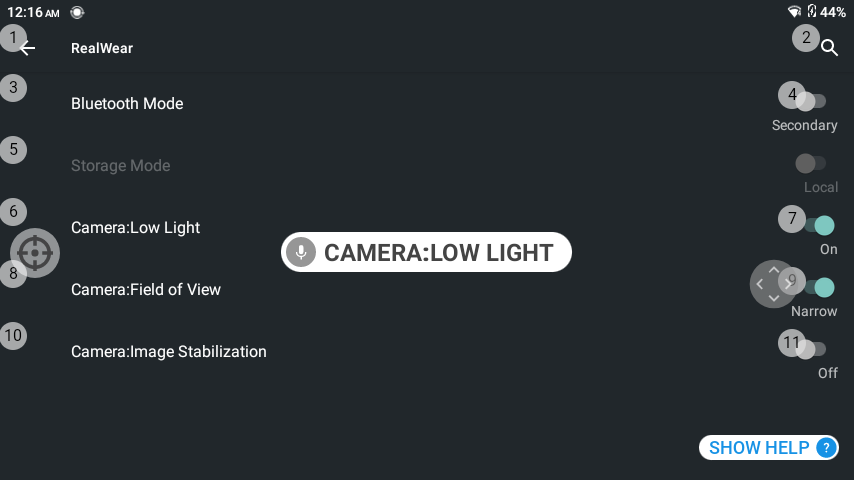 12:16 AM 44%
1 RealWear 2
3 Bluetooth Mode 4
Secondary
5 Storage Mode
Local
6 Camera:Low Light 7
On
CAMERA:LOW LIGHT
8 Camera:Field of View 9
Narrow
10 Camera:Image Stabilization 11
Off
SHOW HELP ?